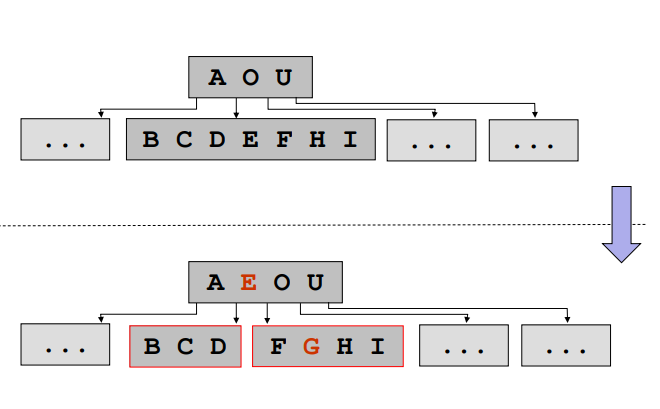 A O U
... B C D E F H I ... ...
A E O U
... B C D F G H I ... ...